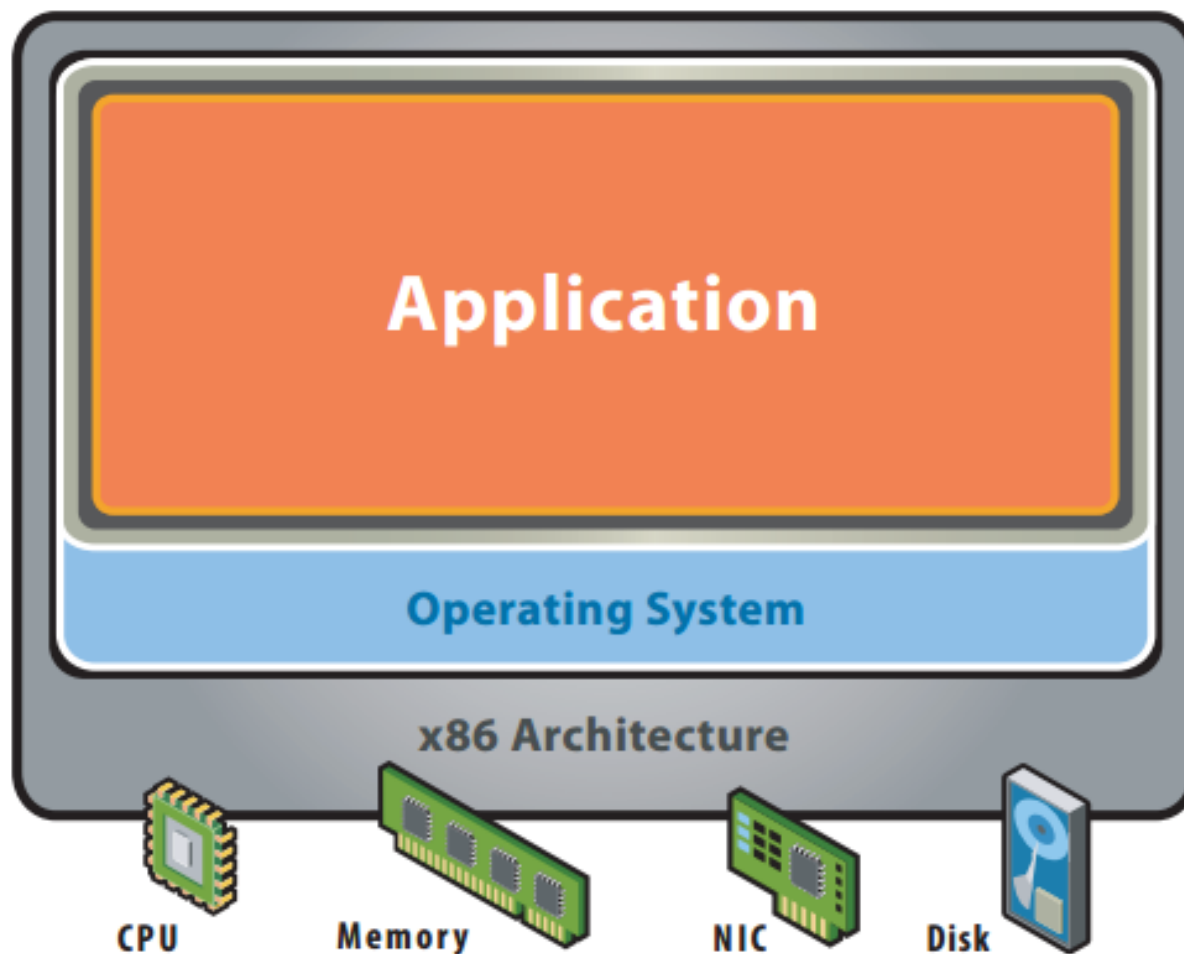 Application
Operating System
x86 Architecture
CPU Memory NIC Disk